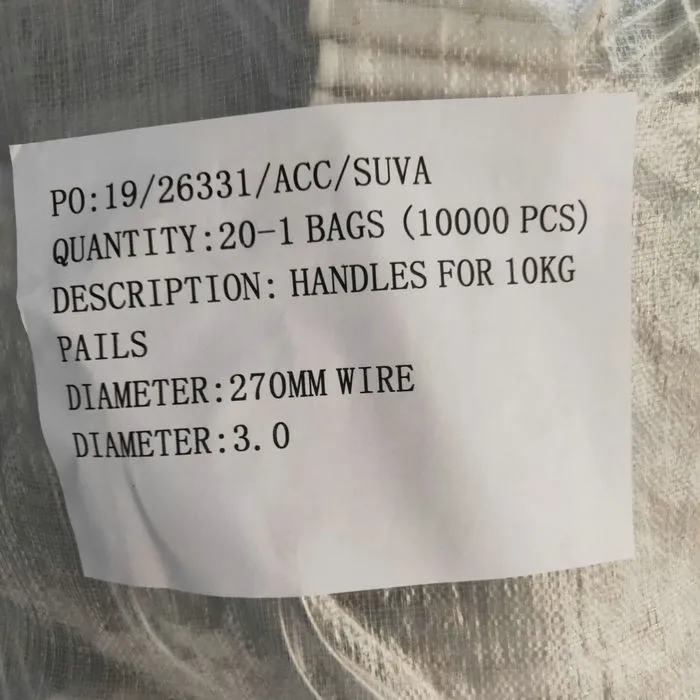 PO:19/26331/ACC/SUVA
QUANTITY:20-1 BAGS (10000 PCS)
DESCRIPTION: HANDLES FOR 10KG
PAILS
DIAMETER:270MM WIRE
DIAMETER:3.0